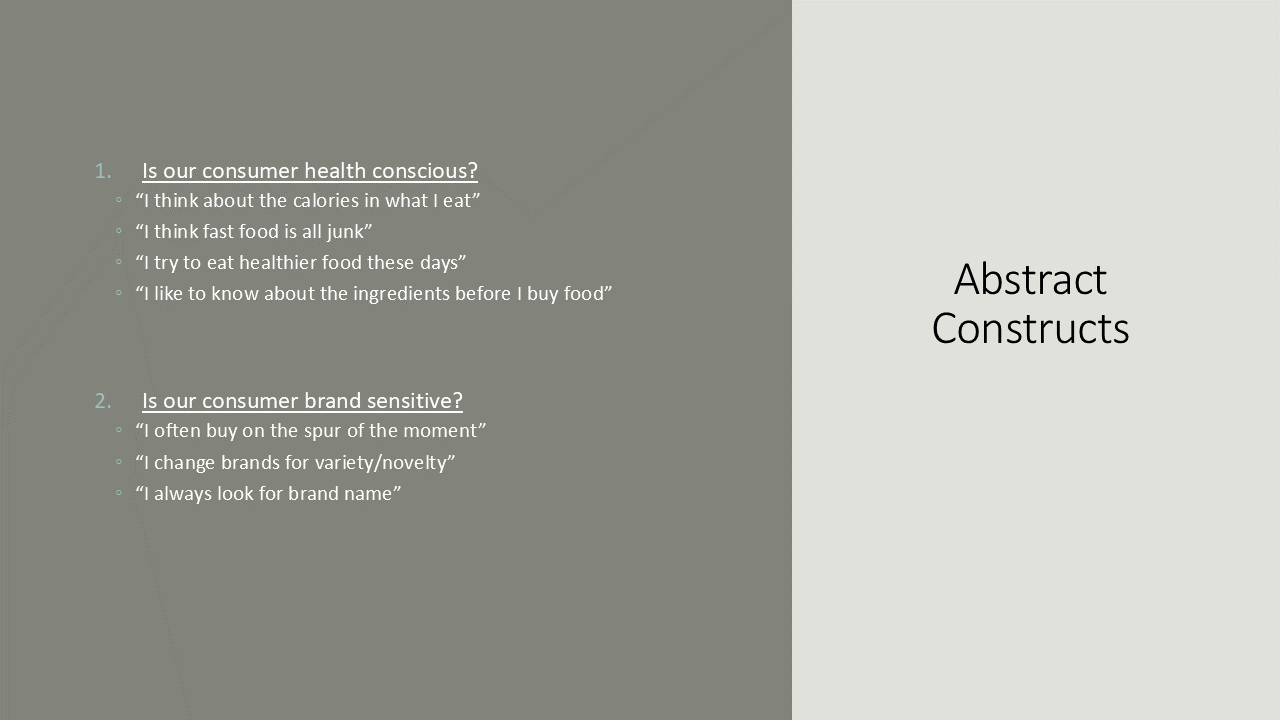 1. Is our consumer health conscious?
◦ “I think about the calories in what I eat”
◦ “I think fast food is all junk”
◦ “I try to eat healthier food these days”
◦ “I like to know about the ingredients before I buy food”
2. Is our consumer brand sensitive?
◦ “I often buy on the spur of the moment”
◦ “I change brands for variety/novelty”
◦ “I always look for brand name”
Abstract
Constructs